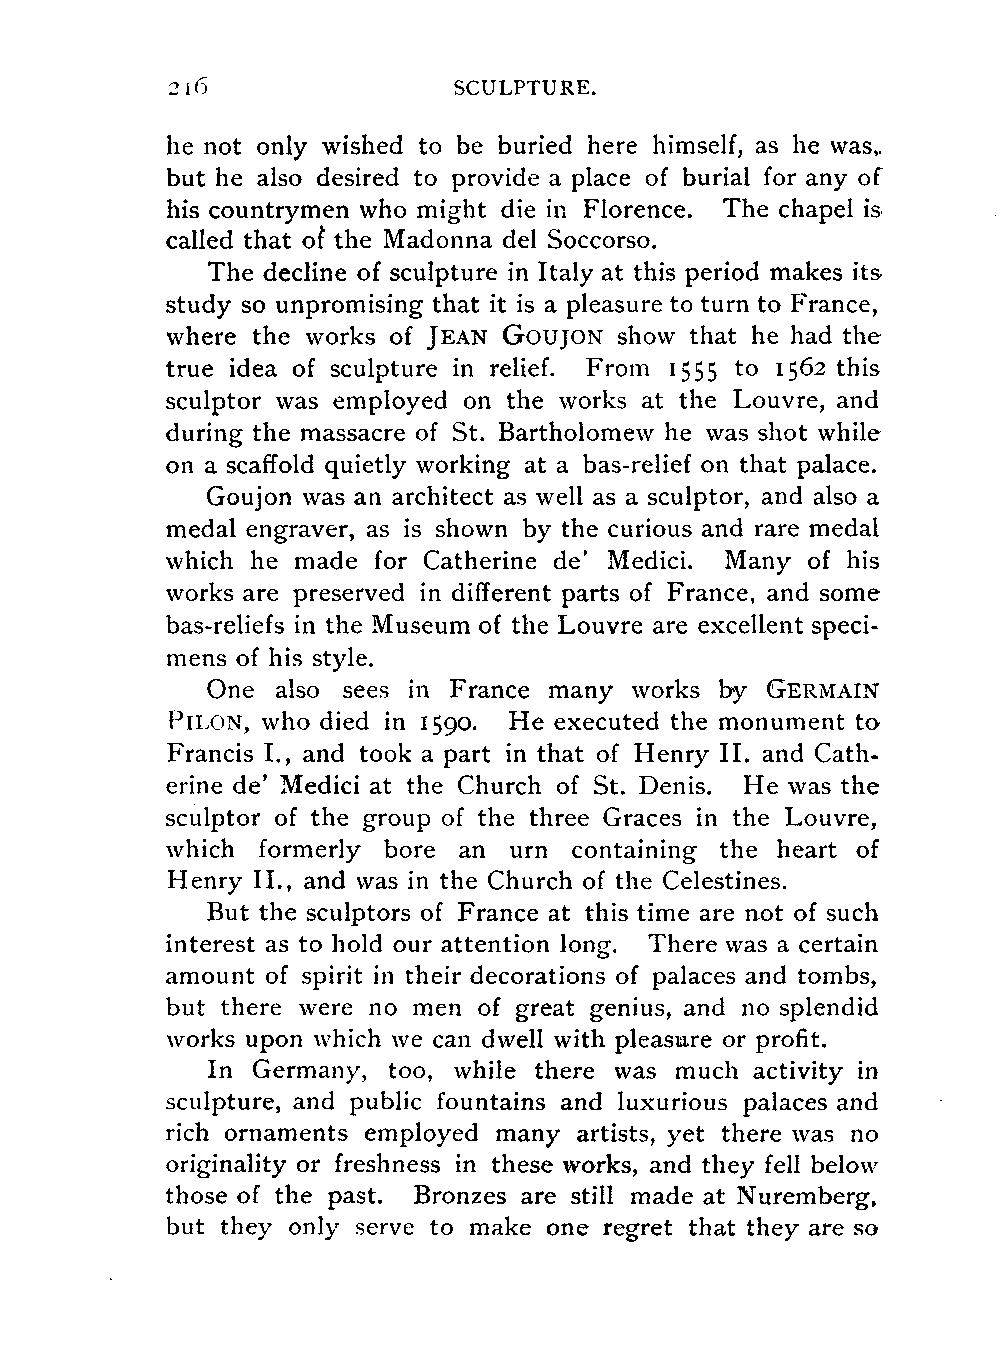 216 SCULPTURE.
he not only wished to be buried here himself, as he was,
but he also desired to provide a place of burial for any of
his countrymen who might die in Florence. The chapel is
called that of the Madonna del Soccorso.
The decline of sculpture in Italy at this period makes its
study so unpromising that it is a pleasure to turn to France,
where the works of JEAN GOUJON show that he had the
true idea of sculpture in relief. From 1555 to 1562 this
sculptor was employed on the works at the Louvre, and
during the massacre of St. Bartholomew he was shot while
on a scaffold quietly working at a bas-relief on that palace.
Goujon was an architect as well as a sculptor, and also a
medal engraver, as is shown by the curious and rare medal
which he made for Catherine de' Medici. Many of his
works are preserved in different parts of France, and some
bas-reliefs in the Museum of the Louvre are excellent speci-
mens of his style.
One also sees in France many works by GERMAIN
PILON, who died in 1590. He executed the monument to
Francis I., and took a part in that of Henry II. and Cath-
erine de' Medici at the Church of St. Denis. He was the
sculptor of the group of the three Graces in the Louvre,
which formerly bore an urn containing the heart of
Henry II., and was in the Church of the Celestines.
But the sculptors of France at this time are not of such
interest as to hold our attention long. There was a certain
amount of spirit in their decorations of palaces and tombs,
but there were no men of great genius, and no splendid
works upon which we can dwell with pleasure or profit.
In Germany, too, while there was much activity in
sculpture, and public fountains and luxurious palaces and
rich ornaments employed many artists, yet there was no
originality or freshness in these works, and they fell below
those of the past. Bronzes are still made at Nuremberg,
but they only serve to make one regret that they are so